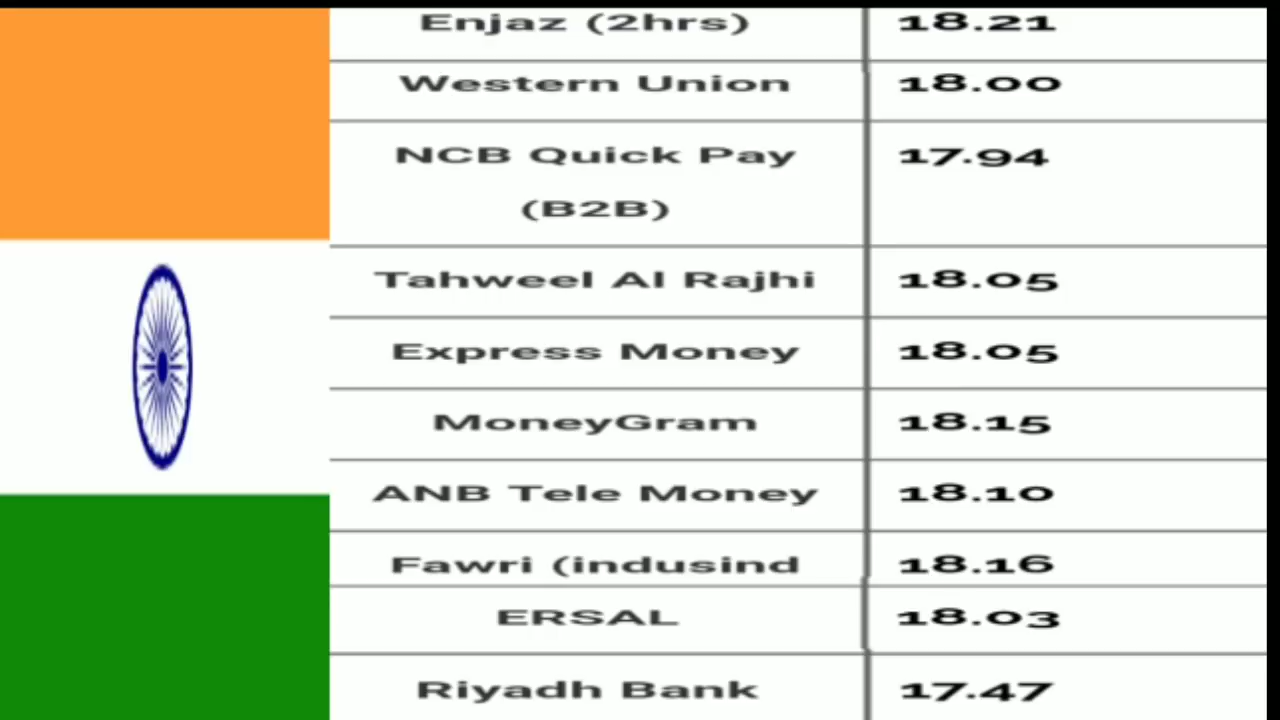 Enjaz (2hrs) 18.21
Western Union 18.00
NCB Quick Pay 17.94
(B2B)
Tahweel Al Rajhi 18.05
Express Money 18.05
MoneyGram 18.15
ANB Tele Money 18.10
Fawri (indusind 18.16
ERSAL 18.03
Riyadh Bank 17.47